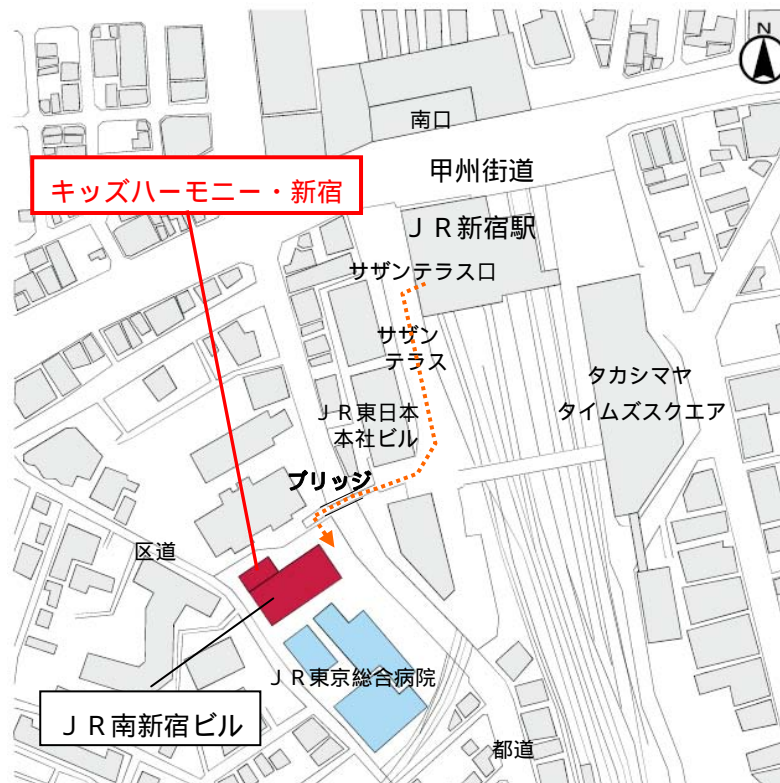 N
南口
甲州街道
キッズハーモニー・新宿
ＪＲ新宿駅
サザンテラス口
サザン
テラス
タカシマヤ
タイムズスクエア
ＪＲ東日本
本社ビル
ブリッジ
区道
ＪＲ東京総合病院
ＪＲ南新宿ビル
都道